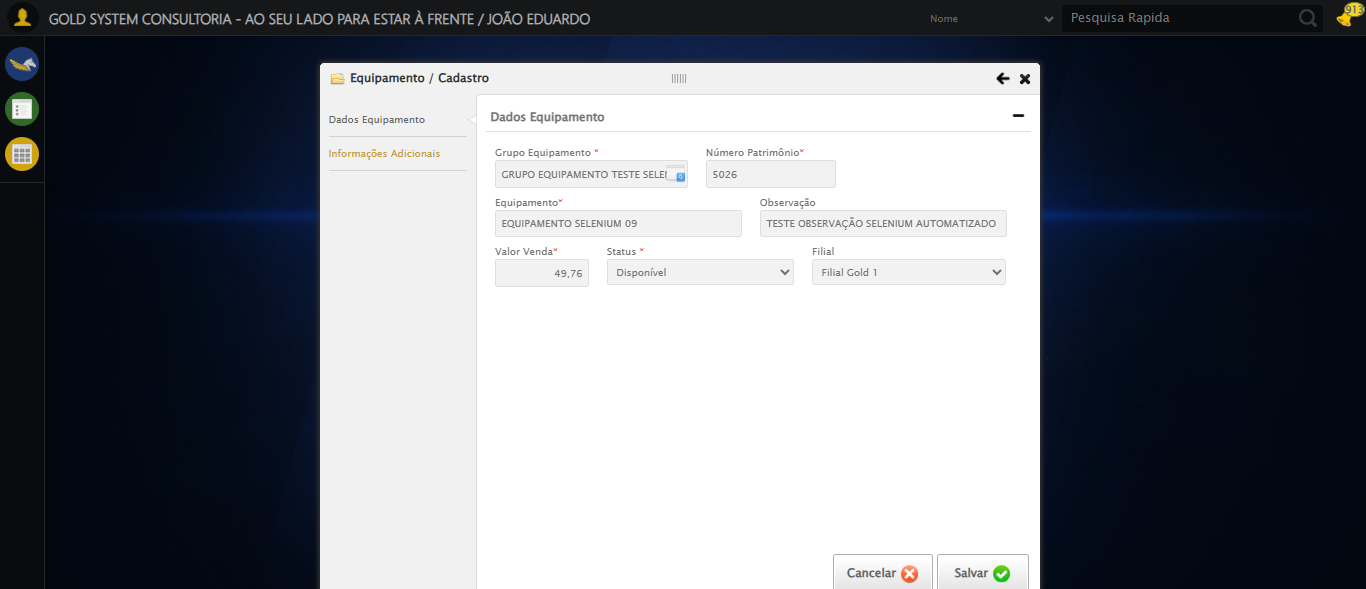 GOLD SYSTEM CONSULTORIA - AO SEU LADO PARA ESTAR À FRENTE / JOÃO EDUARDO
Nome
Pesquisa Rapida
913
Equipamento / Cadastro
Dados Equipamento
Informações Adicionais
Dados Equipamento
Grupo Equipamento *
Número Patrimônio*
GRUPO EQUIPAMENTO TESTE SELE
5026
Equipamento*
Observação
EQUIPAMENTO SELENIUM 09
TESTE OBSERVAÇÃO SELENIUM AUTOMATIZADO
Valor Venda*
Status *
Filial
49,76
Disponível
Filial Gold 1
Cancelar
Salvar